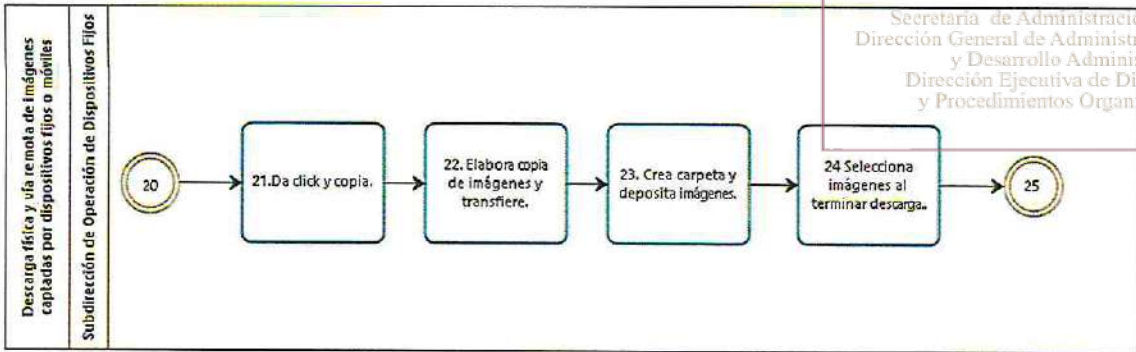 Secretaría de Administració
Dirección General de Administr
y Desarrollo Adminis
Dirección Ejecutiva de Di
y Procedimientos Organi
Descarga física y vía remota de imágenes
captadas por dispositivos fijos o móviles
Subdirección de Operación de Dispositivos Fijos
20
21.Da click y copia.
22. Elabora copia
de imágenes y
transfiere.
23. Crea carpeta y
deposita imágenes.
24 Selecciona
imágenes al
terminar descarga..
25